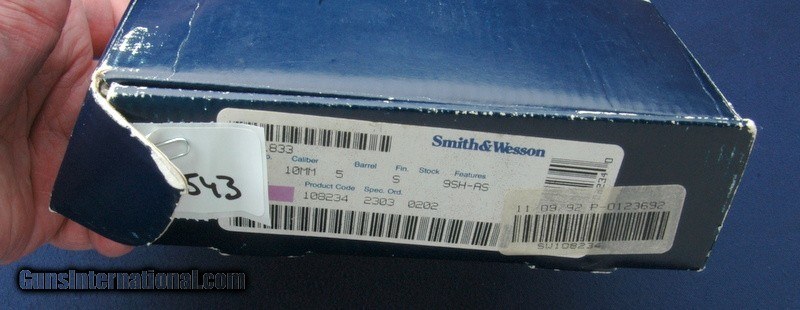 .833
Smith&Wesson
Caliber Barrel Fin. Stock Features
10MM 5 S 9SH-AS
Product Code Spec. Ord.
108234 2303 0202
543
11.09.92 P-0123692
SW108234
GunsInternational.com